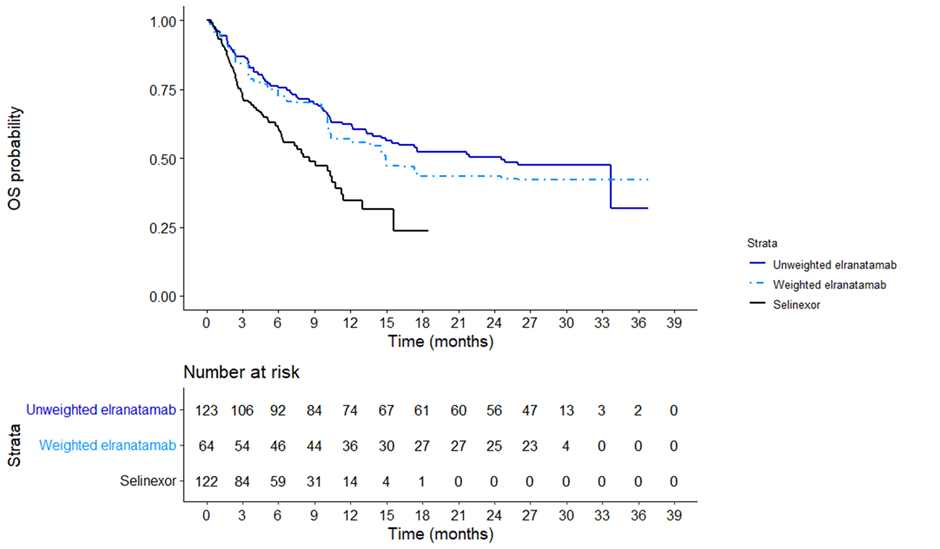 OS probability
1.00
0.75
0.50
0.25
0.00
0 3 6 9 12 15 18 21 24 27 30 33 36 39
Time (months)
Strata
Unweighted elranatamab
Weighted elranatamab
Selinexor
Number at risk
Strata
Unweighted elranatamab 123 106 92 84 74 67 61 60 56 47 13 3 2 0
Weighted elranatamab 64 54 46 44 36 30 27 27 25 23 4 0 0 0
Selinexor 122 84 59 31 14 4 1 0 0 0 0 0 0 0
0 3 6 9 12 15 18 21 24 27 30 33 36 39
Time (months)